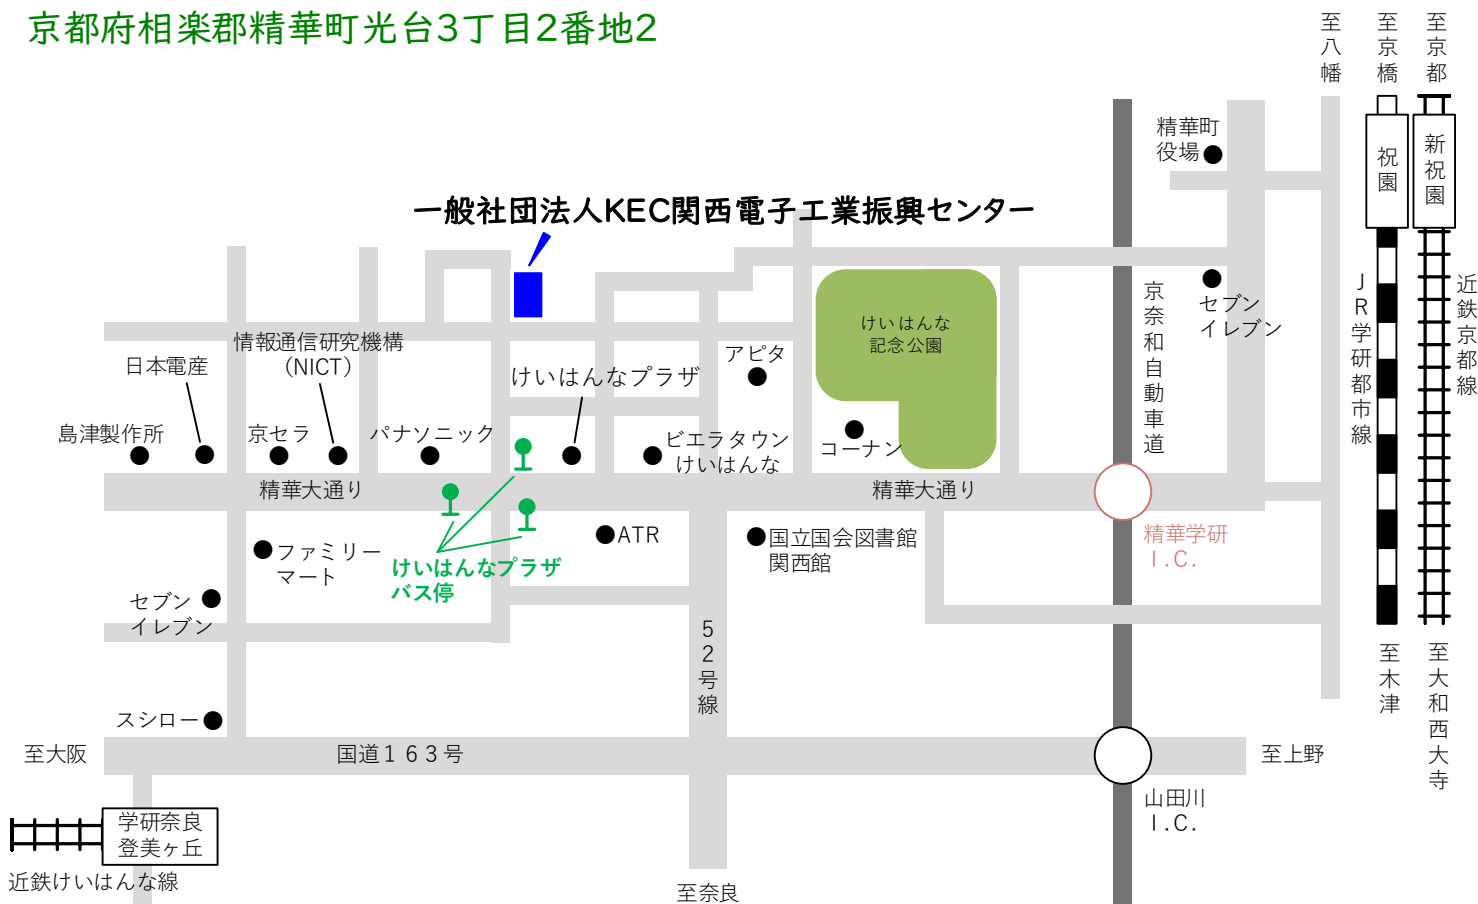 京都府相楽郡精華町光台3丁目2番地2
至八幡
至京橋
至京都
精華町
役場
祝園
新祝園
一般社団法人KEC関西電子工業振興センター
京奈和自動車道
セブン
イレブン
JR学研都市線
近鉄京都線
けいはんな
記念公園
情報通信研究機構
(NICT)
日本電産
アピタ
けいはんなプラザ
島津製作所
京セラ
パナソニック
ビエラタウン
けいはんな
コーナン
精華大通り
精華大通り
ファミリー
マート
けいはんなプラザ
バス停
ATR
国立国会図書館
関西館
精華学研
I.C.
セブン
イレブン
52号線
至木津
至大和西大寺
スシロー
至大阪
国道163号
至上野
山田川
I.C.
学研奈良
登美ヶ丘
近鉄けいはんな線
至奈良